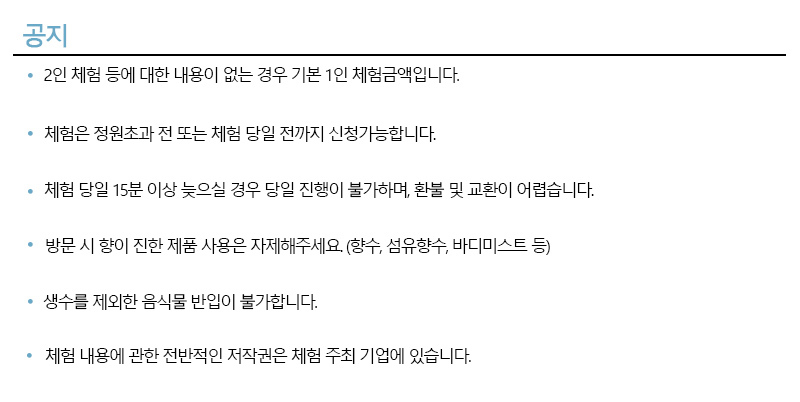 공지
• 2인 체험 등에 대한 내용이 없는 경우 기본 1인 체험금액입니다.
• 체험은 정원초과 전 또는 체험 당일 전까지 신청가능합니다.
• 체험 당일 15분 이상 늦으실 경우 당일 진행이 불가하며, 환불 및 교환이 어렵습니다.
• 방문 시 향이 진한 제품 사용은 자제해주세요. (향수, 섬유향수, 바디미스트 등)
• 생수를 제외한 음식물 반입이 불가합니다.
• 체험 내용에 관한 전반적인 저작권은 체험 주최 기업에 있습니다.